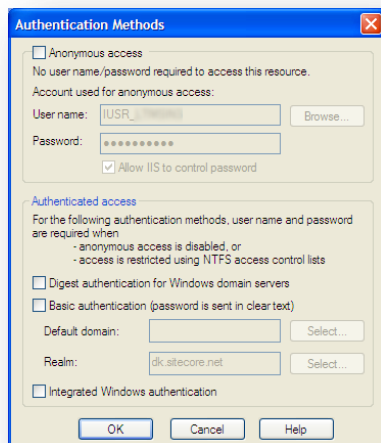 Authentication Methods
Anonymous access
No user name/password required to access this resource.
Account used for anonymous access:
User name: IUSR_ Browse...
Password: ●●●●●●●●●●
Allow IIS to control password
Authenticated access
For the following authentication methods, user name and password
are required when
- anonymous access is disabled, or
- access is restricted using NTFS access control lists
Digest authentication for Windows domain servers
Basic authentication (password is sent in clear text)
Default domain: Select...
Realm: dk.sitecore.net Select...
Integrated Windows authentication
OK Cancel Help